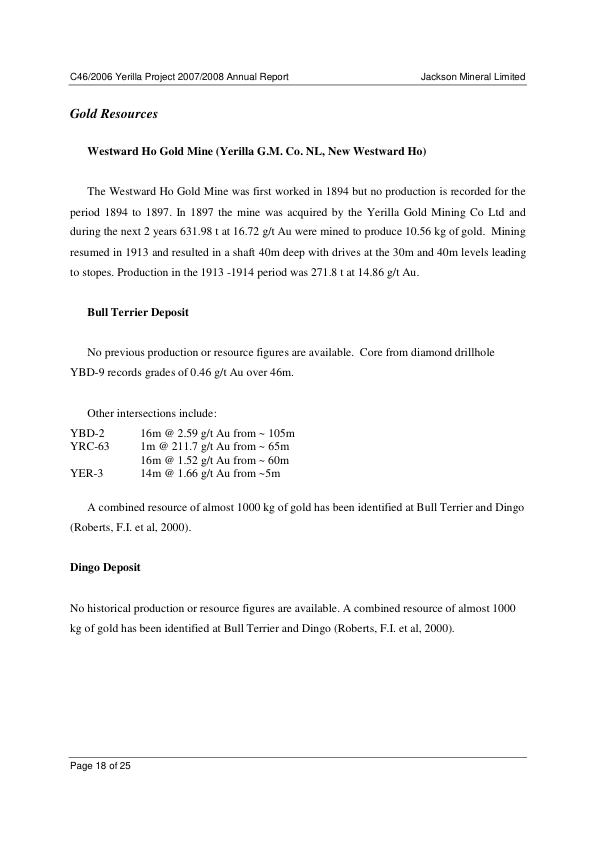 C46/2006 Yerilla Project 2007/2008 Annual Report Jackson Mineral Limited
Gold Resources
Westward Ho Gold Mine (Yerilla G.M. Co. NL, New Westward Ho)
The Westward Ho Gold Mine was first worked in 1894 but no production is recorded for the
period 1894 to 1897. In 1897 the mine was acquired by the Yerilla Gold Mining Co Ltd and
during the next 2 years 631.98 t at 16.72 g/t Au were mined to produce 10.56 kg of gold. Mining
resumed in 1913 and resulted in a shaft 40m deep with drives at the 30m and 40m levels leading
to stopes. Production in the 1913 -1914 period was 271.8 t at 14.86 g/t Au.
Bull Terrier Deposit
No previous production or resource figures are available. Core from diamond drillhole
YBD-9 records grades of 0.46 g/t Au over 46m.
Other intersections include:
YBD-2 16m @ 2.59 g/t Au from ~ 105m
YRC-63 1m @ 211.7 g/t Au from ~ 65m
16m @ 1.52 g/t Au from ~ 60m
YER-3 14m @ 1.66 g/t Au from ~5m
A combined resource of almost 1000 kg of gold has been identified at Bull Terrier and Dingo
(Roberts, F.I. et al, 2000).
Dingo Deposit
No historical production or resource figures are available. A combined resource of almost 1000
kg of gold has been identified at Bull Terrier and Dingo (Roberts, F.I. et al, 2000).
Page 18 of 25